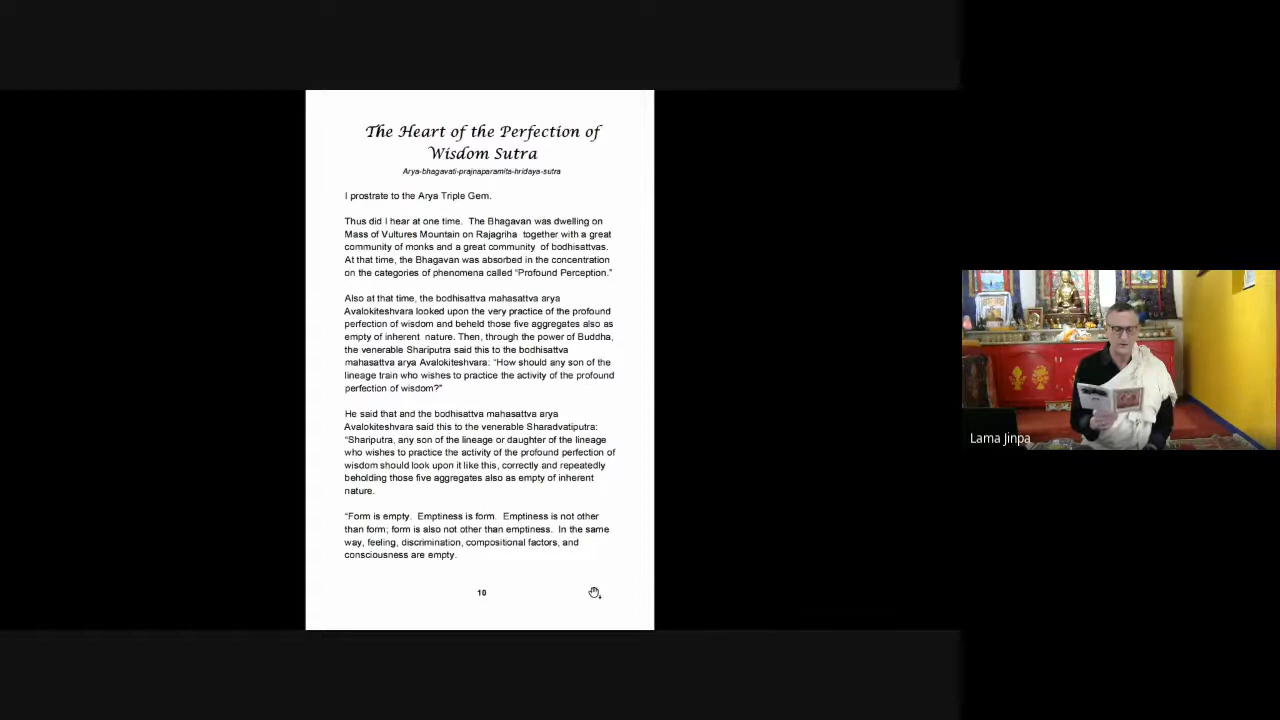 The Heart of the Perfection of
Wisdom Sutra
Arya-bhagavati-prajnaparamita-hridaya-sutra
I prostrate to the Arya Triple Gem.
Thus did I hear at one time.  The Bhagavan was dwelling on
Mass of Vultures Mountain on Rajagriha  together with a great
community of monks and a great community  of bodhisattvas.
At that time, the Bhagavan was absorbed in the concentration
on the categories of phenomena called “Profound Perception.”
Also at that time, the bodhisattva mahasattva arya
Avalokiteshvara looked upon the very practice of the profound
perfection of wisdom and beheld those five aggregates also as
empty of inherent  nature. Then, through the power of Buddha,
the venerable Shariputra said this to the bodhisattva
mahasattva arya Avalokiteshvara: “How should any son of the
lineage train who wishes to practice the activity of the profound
perfection of wisdom?”
He said that and the bodhisattva mahasattva arya
Avalokiteshvara said this to the venerable Sharadvatiputra:
“Shariputra, any son of the lineage or daughter of the lineage
who wishes to practice the activity of the profound perfection of
wisdom should look upon it like this, correctly and repeatedly
beholding those five aggregates also as empty of inherent
nature.
“Form is empty.  Emptiness is form.  Emptiness is not other
than form; form is also not other than emptiness.  In the same
way, feeling, discrimination, compositional factors, and
consciousness are empty.
10
Lama Jinpa